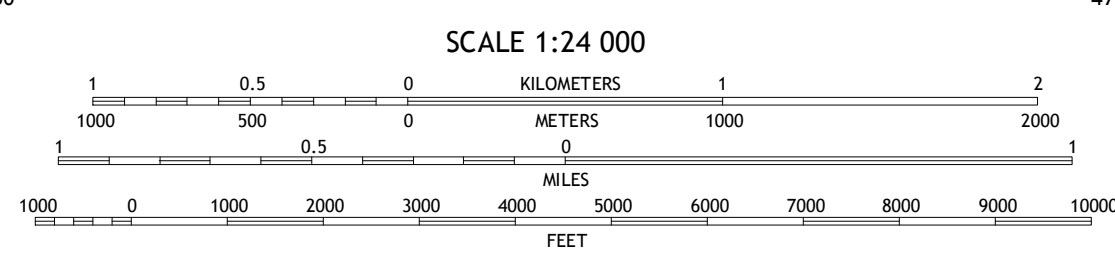 SCALE 1:24 000
1 0.5 0 KILOMETERS 1 2
1000 500 0 METERS 1000 2000
1 0.5 0 1
MILES
1000 0 1000 2000 3000 4000 5000 6000 7000 8000 9000 10000
FEET